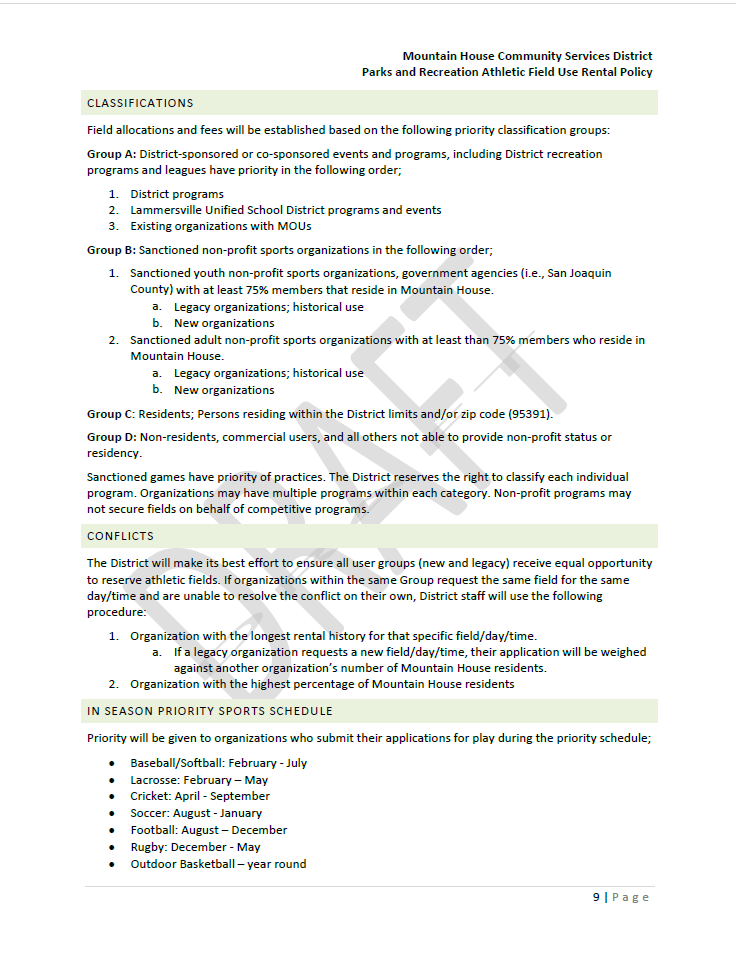 Mountain House Community Services District
Parks and Recreation Athletic Field Use Rental Policy
CLASSIFICATIONS
Field allocations and fees will be established based on the following priority classification groups:
Group A: District-sponsored or co-sponsored events and programs, including District recreation
programs and leagues have priority in the following order;
1. District programs
2. Lammersville Unified School District programs and events
3. Existing organizations with MOUs
Group B: Sanctioned non-profit sports organizations in the following order;
1. Sanctioned youth non-profit sports organizations, government agencies (i.e., San Joaquin
County) with at least 75% members that reside in Mountain House.
a. Legacy organizations; historical use
b. New organizations
2. Sanctioned adult non-profit sports organizations with at least than 75% members who reside in
Mountain House.
a. Legacy organizations; historical use
b. New organizations
Group C: Residents; Persons residing within the District limits and/or zip code (95391).
Group D: Non-residents, commercial users, and all others not able to provide non-profit status or
residency.
Sanctioned games have priority of practices. The District reserves the right to classify each individual
program. Organizations may have multiple programs within each category. Non-profit programs may
not secure fields on behalf of competitive programs.
CONFLICTS
The District will make its best effort to ensure all user groups (new and legacy) receive equal opportunity
to reserve athletic fields. If organizations within the same Group request the same field for the same
day/time and are unable to resolve the conflict on their own, District staff will use the following
procedure:
1. Organization with the longest rental history for that specific field/day/time.
a. If a legacy organization requests a new field/day/time, their application will be weighed
against another organization's number of Mountain House residents.
2. Organization with the highest percentage of Mountain House residents
IN SEASON PRIORITY SPORTS SCHEDULE
Priority will be given to organizations who submit their applications for play during the priority schedule;
• Baseball/Softball: February - July
• Lacrosse: February – May
• Cricket: April - September
• Soccer: August - January
• Football: August – December
• Rugby: December - May
• Outdoor Basketball – year round
9 | Page
DRAFT